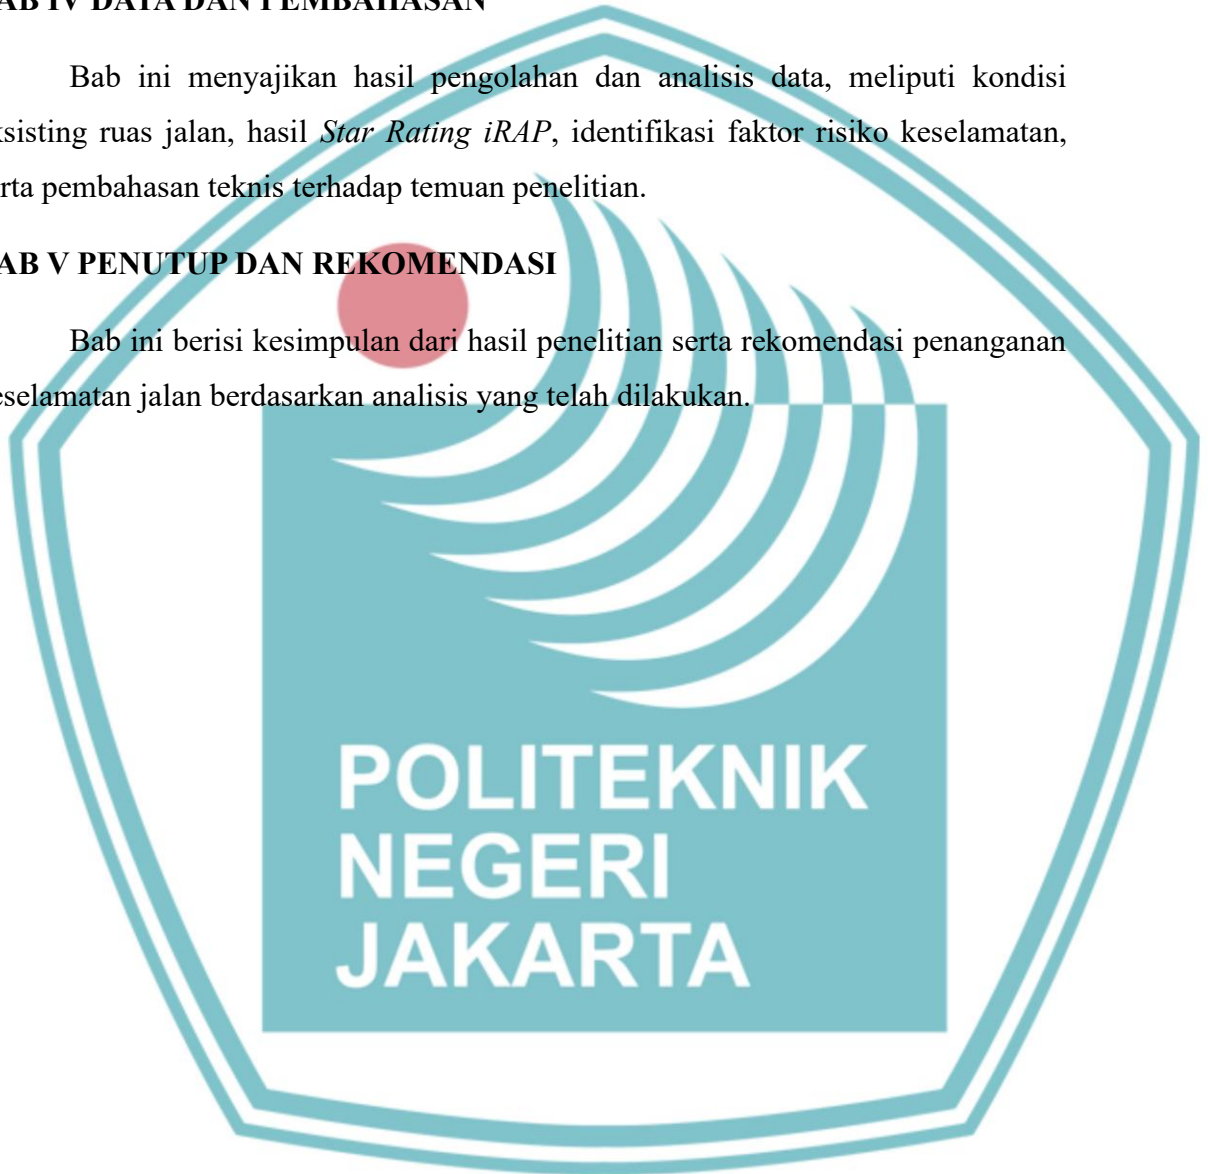 BAB IV DATA DAN PEMBAHASAN
Bab ini menyajikan hasil pengolahan dan analisis data, meliputi kondisi
ksisting ruas jalan, hasil Star Rating iRAP, identifikasi faktor risiko keselamatan,
rta pembahasan teknis terhadap temuan penelitian.
AB V PENUTUP DAN REKOMENDASI
Bab ini berisi kesimpulan dari hasil penelitian serta rekomendasi penanganan
eselamatan jalan berdasarkan analisis yang telah dilakukan.
POLITEKNIK
NEGERI
JAKARTA